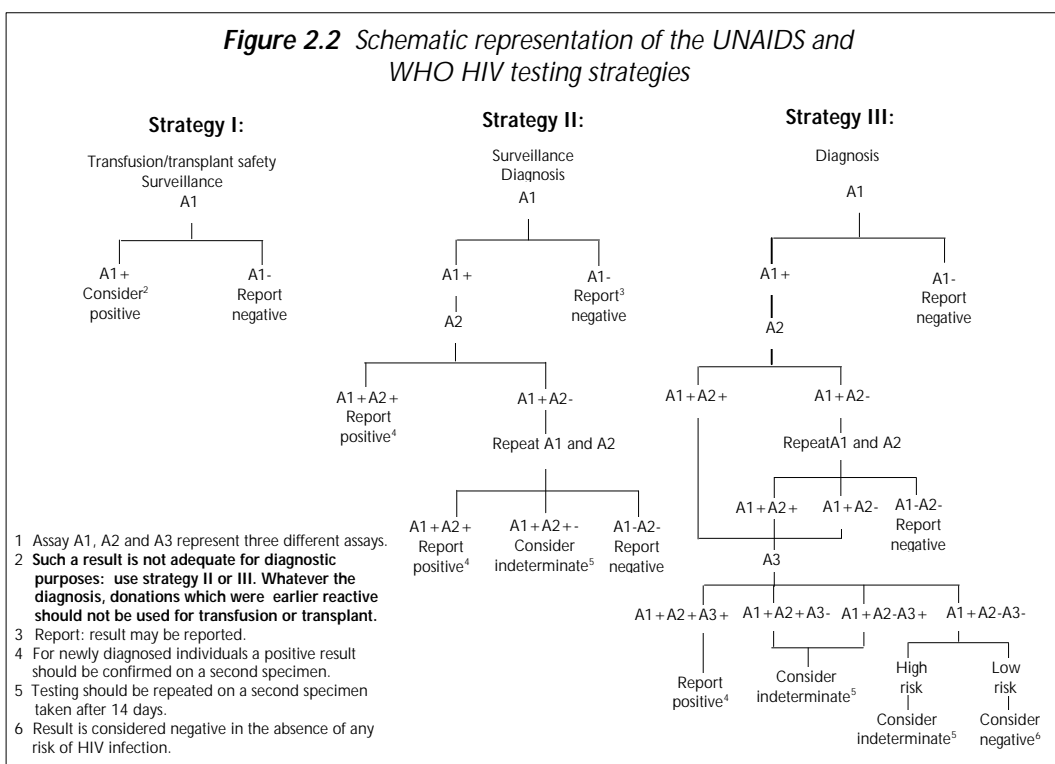 Figure 2.2 Schematic representation of the UNAIDS and
WHO HIV testing strategies
Strategy I:
Transfusion/transplant safety
Surveillance
A1
A1+
Consider²
positive
A1-
Report
negative
Strategy II:
Surveillance
Diagnosis
A1
A1+
A1-
Report³
negative
A2
A1+A2+
Report
positive⁴
A1+A2-
Repeat A1 and A2
A1+A2+
Report
positive⁴
A1+A2+-
Consider
indeterminate⁵
A1-A2-
Report
negative
Strategy III:
Diagnosis
A1
A1+
A1-
Report
negative
A2
A1+A2+
A1+A2-
RepeatA1 and A2
A1+A2+
A1+A2-
A1-A2-
Report
negative
A3
A1+A2+A3+
A1+A2+A3-
A1+A2-A3+
A1+A2-A3-
Report
positive⁴
Consider
indeterminate⁵
High
risk
Low
risk
Consider
indeterminate⁵
Consider
negative⁶
1 Assay A1, A2 and A3 represent three different assays.
2 Such a result is not adequate for diagnostic
purposes: use strategy II or III. Whatever the
diagnosis, donations which were earlier reactive
should not be used for transfusion or transplant.
3 Report: result may be reported.
4 For newly diagnosed individuals a positive result
should be confirmed on a second specimen.
5 Testing should be repeated on a second specimen
taken after 14 days.
6 Result is considered negative in the absence of any
risk of HIV infection.